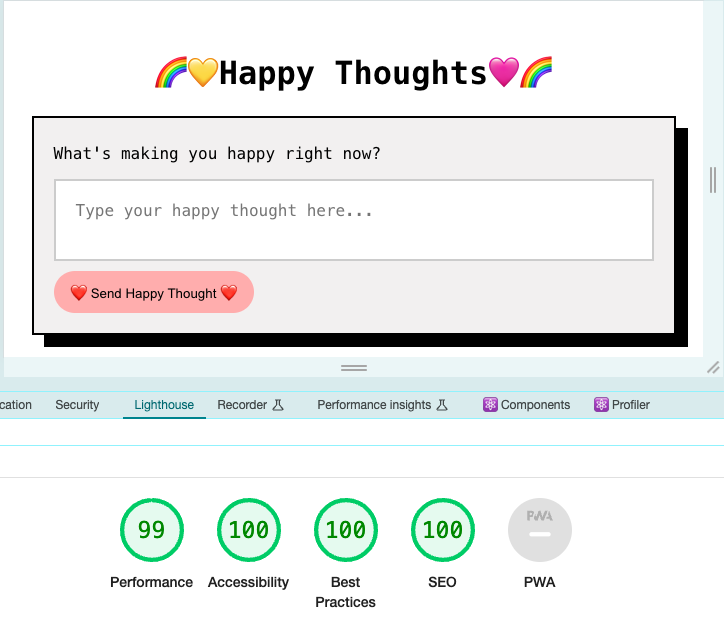 🌈💛Happy Thoughts🩷🌈
What's making you happy right now?
Type your happy thought here...
❤️ Send Happy Thought ❤️
cation Security Lighthouse Recorder Performance insights ⚛️ Components ⚛️ Profiler
99 100 100 100 PWA
Performance Accessibility Best Practices SEO PWA